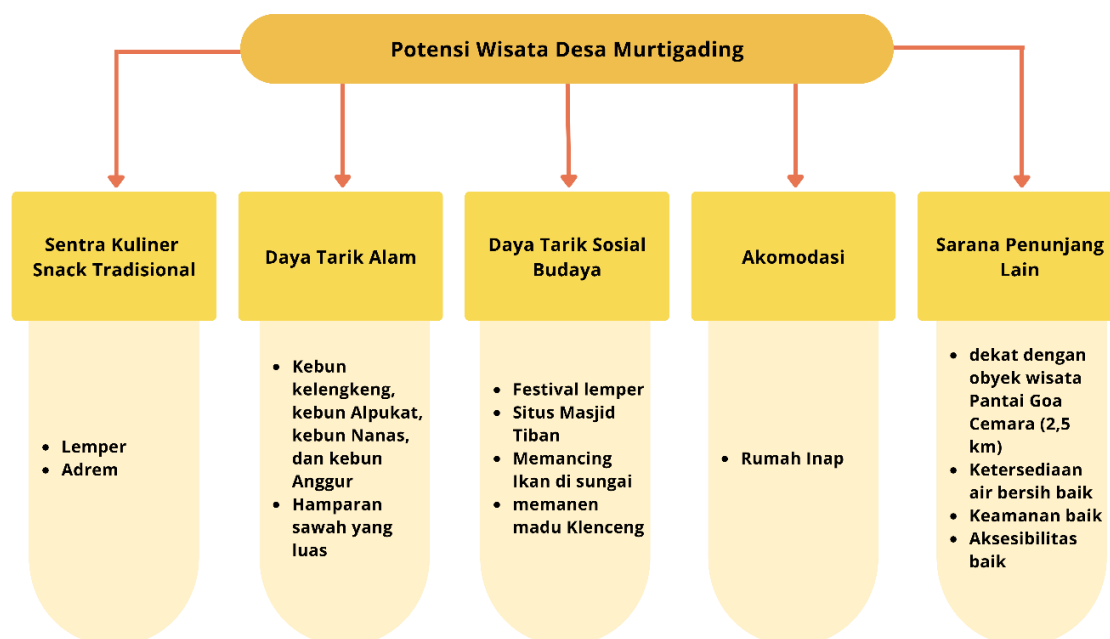 Potensi Wisata Desa Murtigading
Sentra Kuliner
Snack Tradisional
• Lemper
• Adrem
Daya Tarik Alam
• Kebun
kelengkeng,
kebun Alpukat,
kebun Nanas,
dan kebun
Anggur
• Hamparan
sawah yang
luas
Daya Tarik Sosial
Budaya
• Festival lemper
• Situs Masjid
Tiban
• Memancing
Ikan di sungai
• memanen
madu Klenceng
Akomodasi
• Rumah Inap
Sarana Penunjang
Lain
• dekat dengan
obyek wisata
Pantai Goa
Cemara (2,5
km)
• Ketersediaan
air bersih baik
• Keamanan baik
• Aksesibilitas
baik